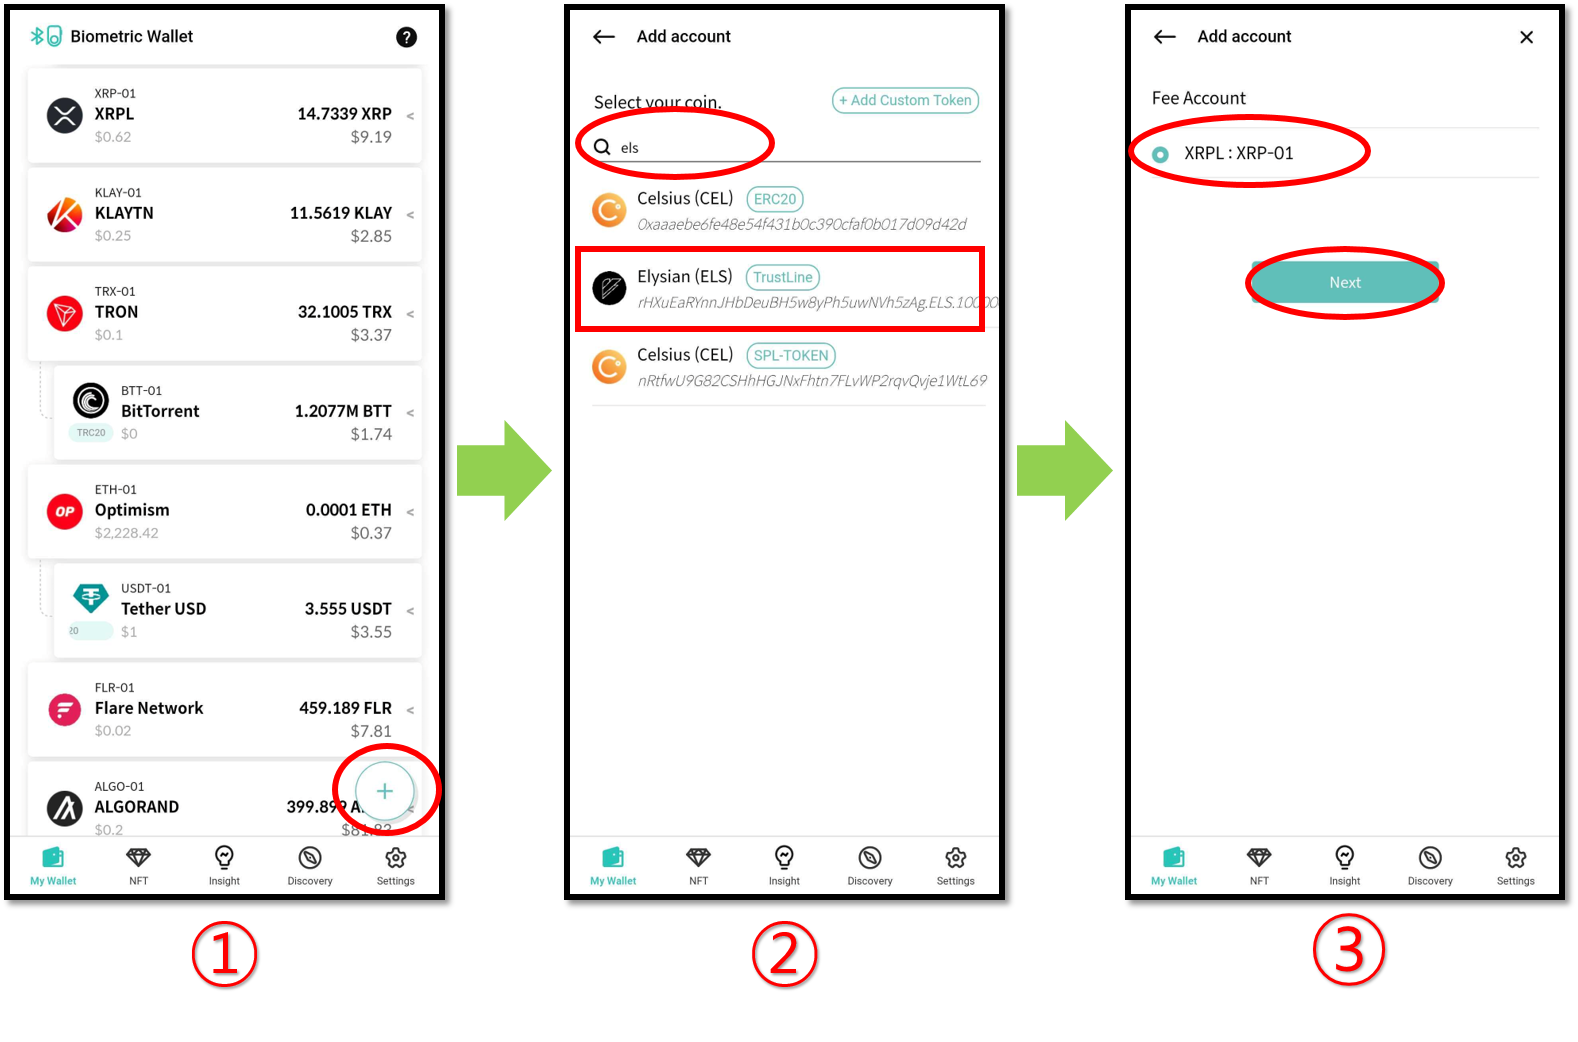 Biometric Wallet
?
XRP-01
XRPL
14.7339 XRP
<
$0.62
$9.19
KLAY-01
KLAYTN
11.5619 KLAY
<
$0.25
$2.85
TRX-01
TRON
32.1005 TRX
<
$0.1
$3.37
BTT-01
BitTorrent
1.2077M BTT
<
TRC20
$0
$1.74
ETH-01
OP
Optimism
0.0001 ETH
<
$2,228.42
$0.37
USDT-01
Tether USD
3.555 USDT
<
20
$1
$3.55
FLR-01
Flare Network
459.189 FLR
<
$0.02
$7.81
ALGO-01
ALGORAND
399.899 A
<
+
$0.2
$81.82
My Wallet
NFT
Insight
Discovery
Settings
①
Add account
Select your coin.
+ Add Custom Token
els
Celsius (CEL)
ERC20
0xaaaebe6fe48e54f431b0c390cfaf0b017d09d42d
Elysian (ELS)
TrustLine
rHXuEaRYnnJHbDeuBH5w8yPh5uwNVh5zAg.ELS.10000
Celsius (CEL)
SPL-TOKEN
nRtfwU9G82CSHhHGJNxFhtn7FLvWP2rqvQvje1WtL69
My Wallet
NFT
Insight
Discovery
Settings
②
Add account
Fee Account
XRPL : XRP-01
Next
My Wallet
NFT
Insight
Discovery
Settings
③